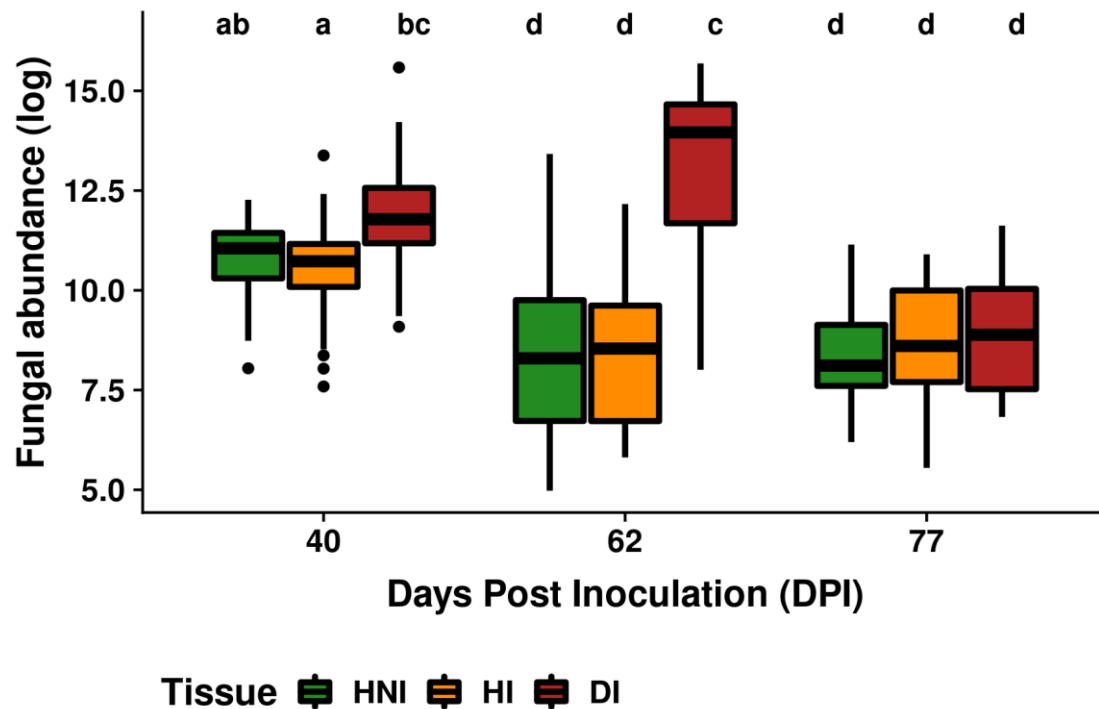 ab a bc d d c d d d
Fungal abundance (log)
15.0
12.5
10.0
7.5
5.0
40 62 77
Days Post Inoculation (DPI)
Tissue HNI HI DI